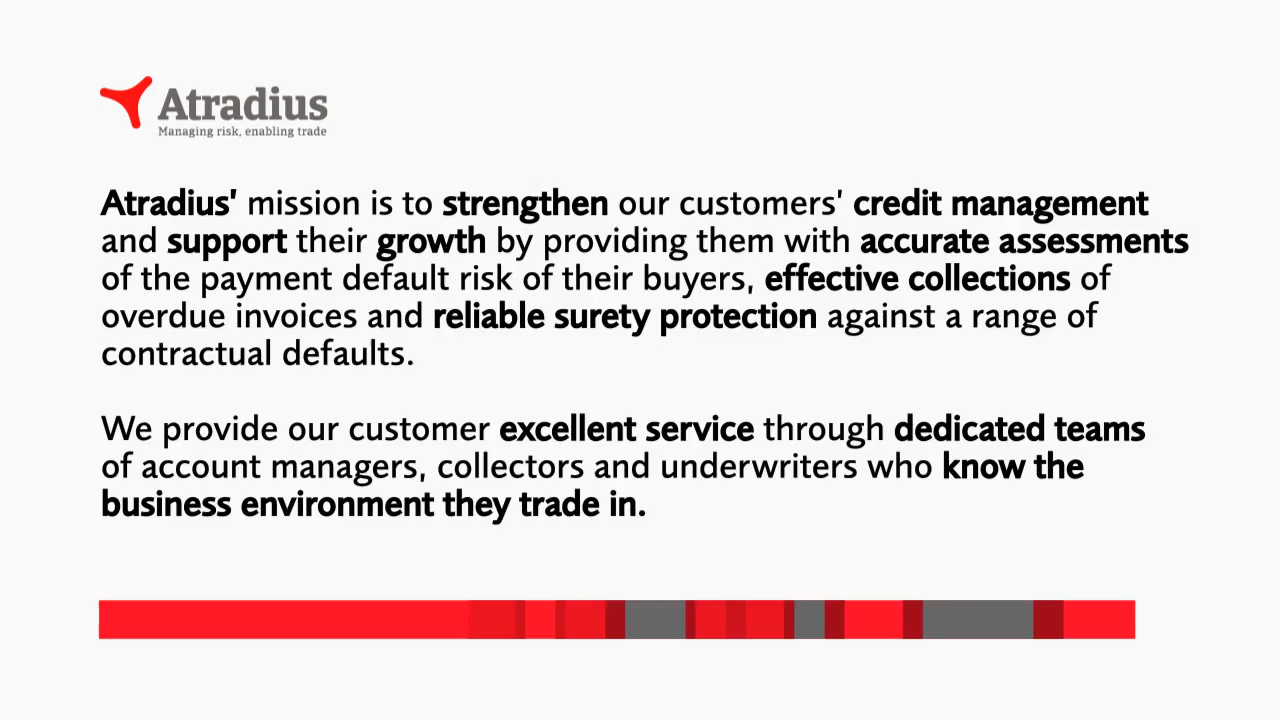 Atradius
Managing risk, enabling trade
Atradius’ mission is to strengthen our customers’ credit management
and support their growth by providing them with accurate assessments
of the payment default risk of their buyers, effective collections of
overdue invoices and reliable surety protection against a range of
contractual defaults.
We provide our customer excellent service through dedicated teams
of account managers, collectors and underwriters who know the
business environment they trade in.